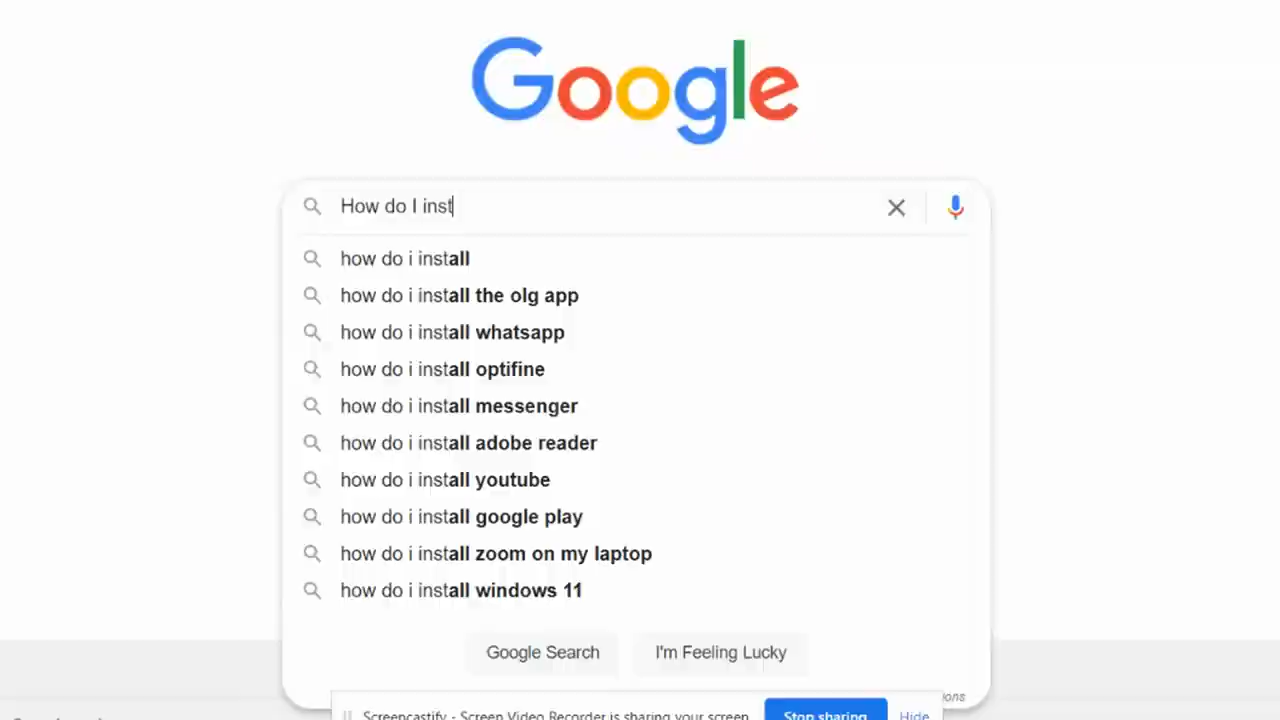 Google
How do I inst
how do i install
how do i install the olg app
how do i install whatsapp
how do i install optifine
how do i install messenger
how do i install adobe reader
how do i install youtube
how do i install google play
how do i install zoom on my laptop
how do i install windows 11
Google Search
I'm Feeling Lucky
Screencastify - Screen Video Recorder is sharing your screen.
Stop sharing
Hide